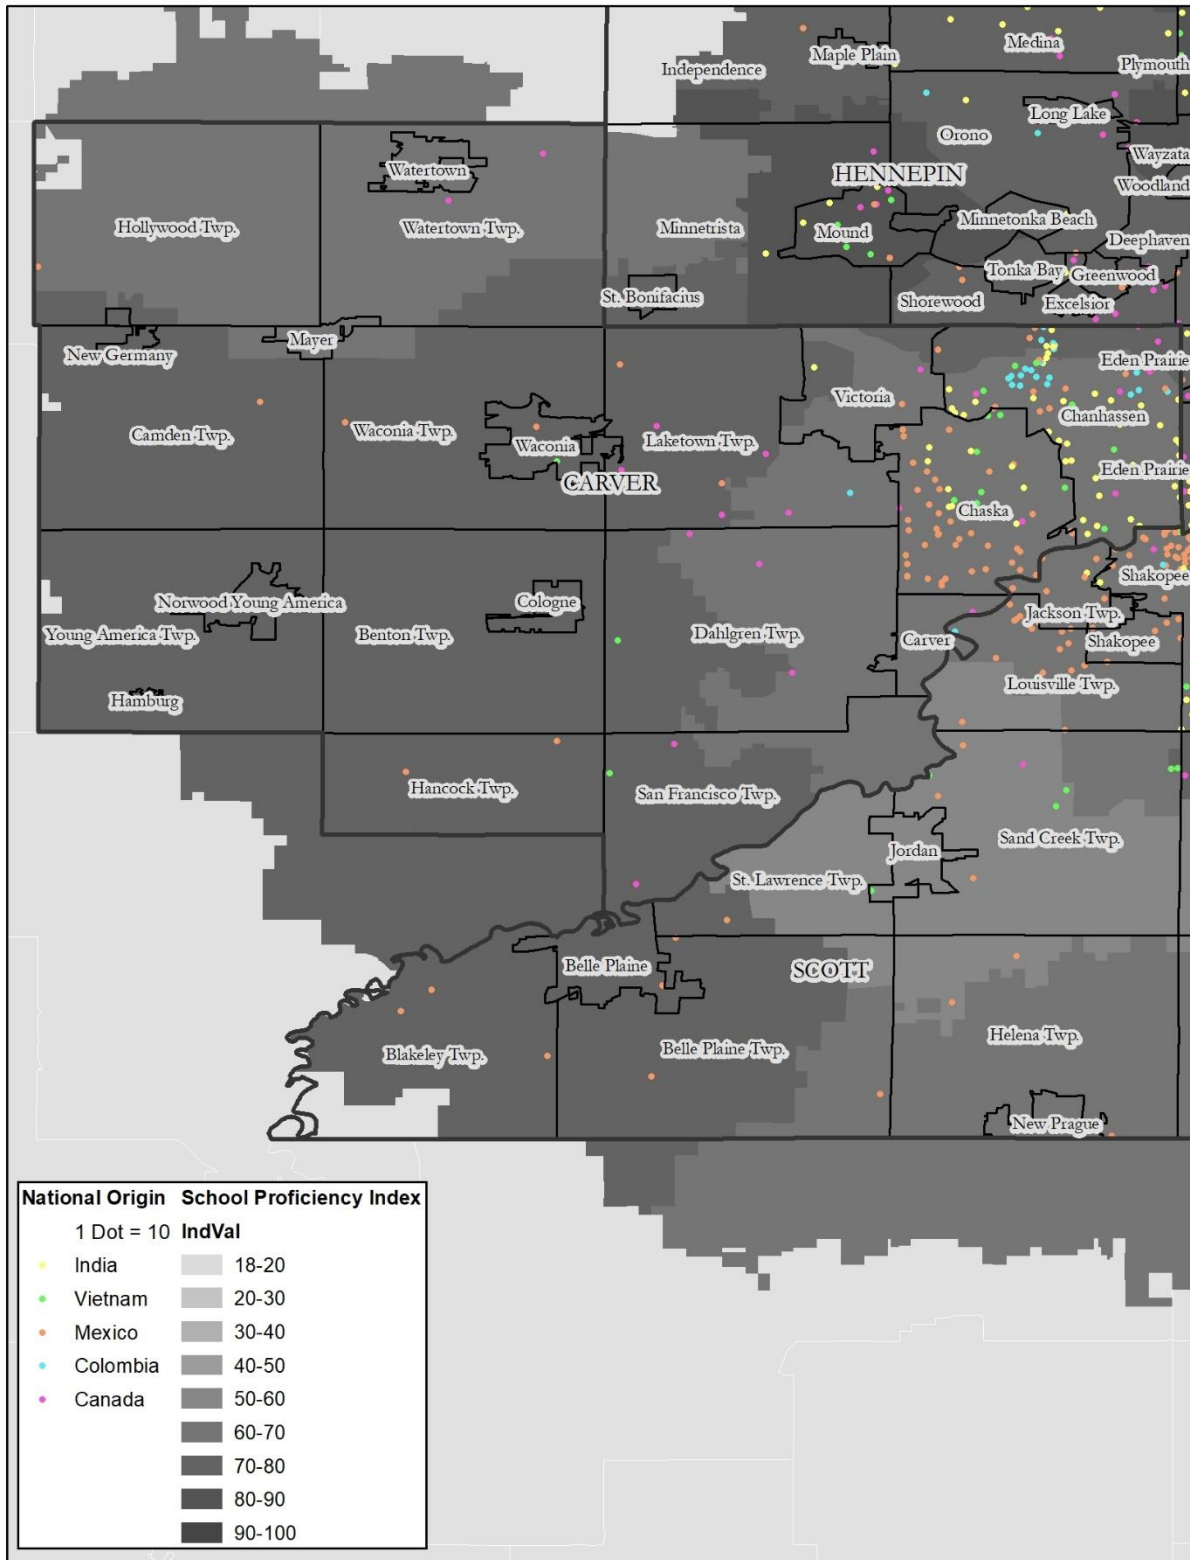 Maple Plain
Medina
Independence
Plymouth
Long Lake
Orono
Wayzata
Watertown
HENNEPIN
Woodland
Hollywood Twp.
Watertown Twp.
Minnetrista
Mound
Minnetonka Beach
Deephaven
Tonka Bay
Greenwood
St. Bonifacius
Shorewood
Excelsior
New Germany
Mayer
Eden Prairie
Victoria
Chanhassen
Camden Twp.
Waconia Twp.
Waconia
Laketown Twp.
Eden Prairie
CARVER
Chaska
Shakopee
Norwood Young America
Cologne
Jackson Twp.
Young America Twp.
Benton Twp.
Dahlgren Twp.
Carver
Shakopee
Hamburg
Louisville Twp.
Hancock Twp.
San Francisco Twp.
Sand Creek Twp.
Jordan
St. Lawrence Twp.
Belle Plaine
SCOTT
Helena Twp.
Blakeley Twp.
Belle Plaine Twp.
New Prague
National Origin School Proficiency Index
1 Dot = 10 IndVal
India 18-20
Vietnam 20-30
Mexico 30-40
Colombia 40-50
Canada 50-60
60-70
70-80
80-90
90-100